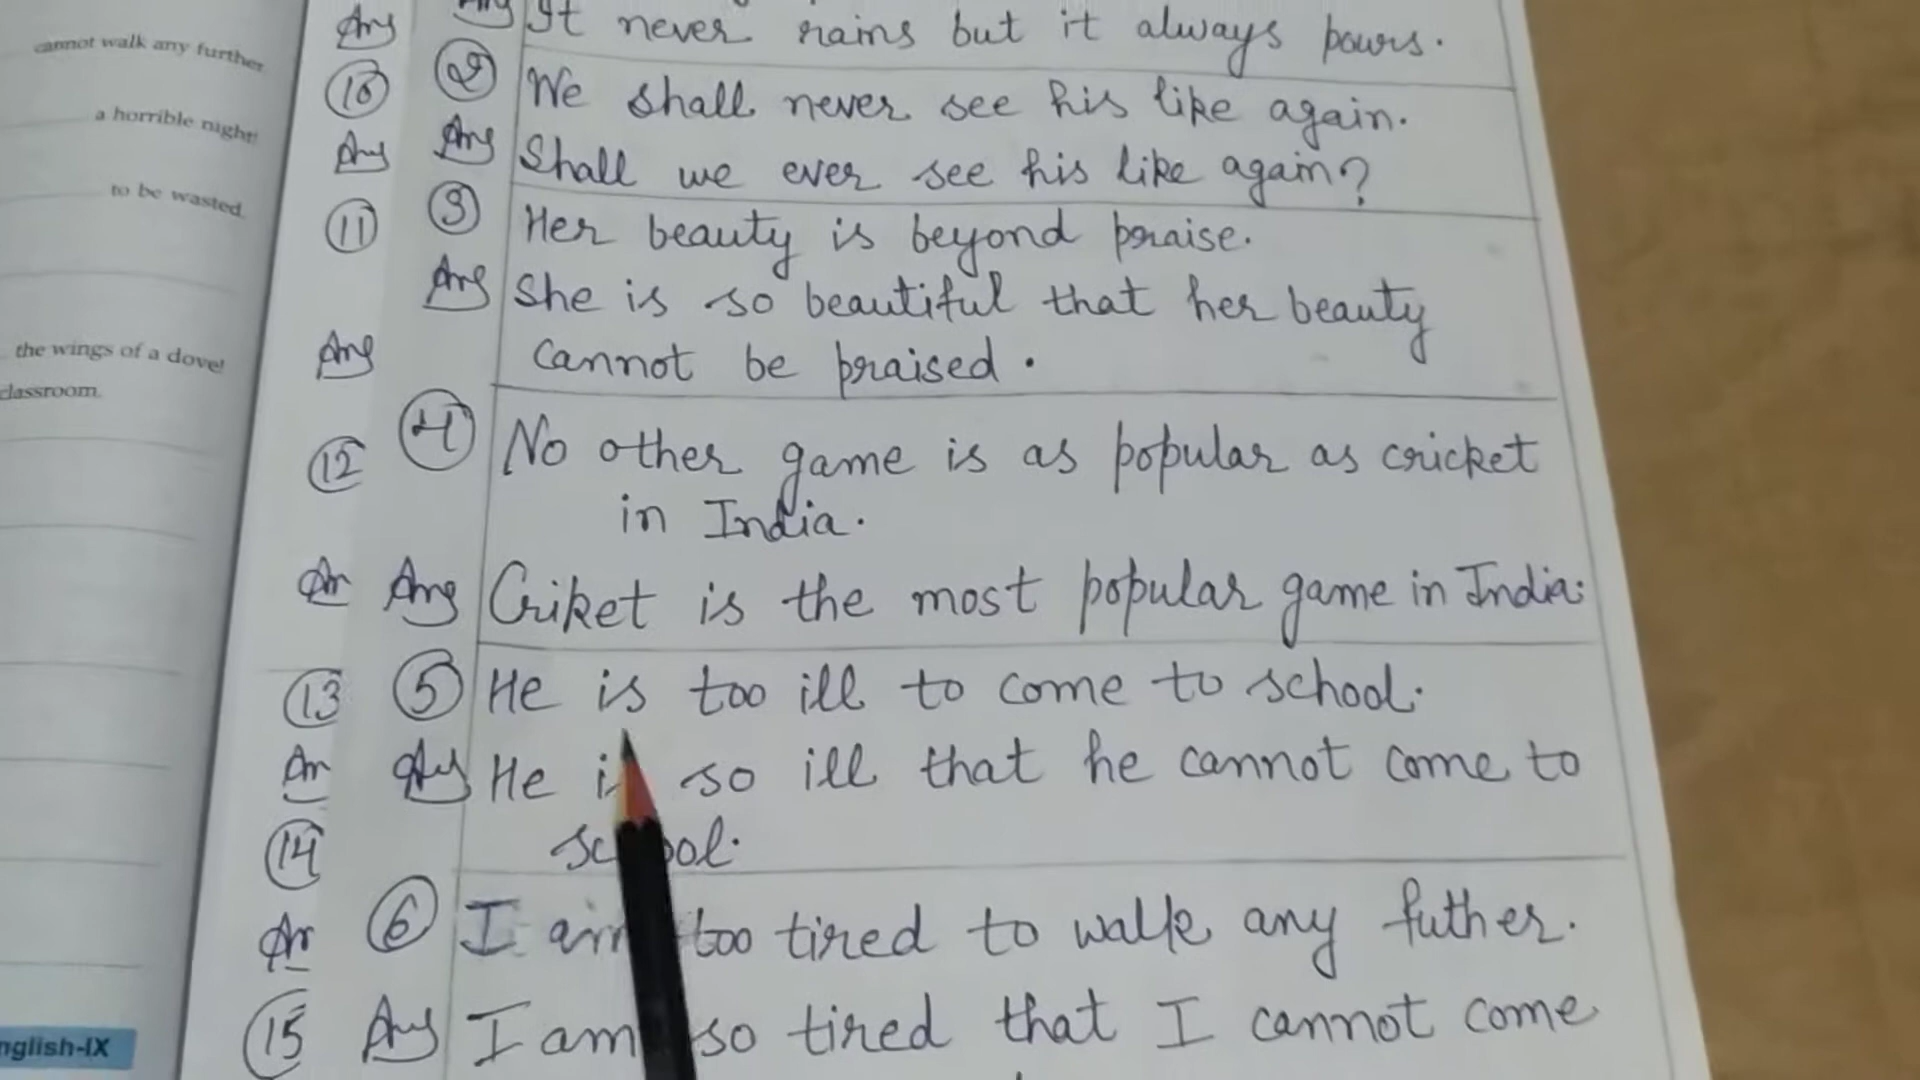 cannot walk any further
a horrible night!
to be wasted.
the wings of a dove!
classroom.
nglish-IX
Ans
10
Ans
11
Ans
12
An
13
An
14
An
15
Ans It never rains but it always pours.
2 We shall never see his like again.
Ans Shall we ever see his like again?
3 Her beauty is beyond praise.
Ans She is so beautiful that her beauty
cannot be praised.
4 No other game is as popular as cricket
in India.
Ans Criket is the most popular game in India.
5 He is too ill to come to school.
Ans He is so ill that he cannot come to
school.
6 I am too tired to walk any futher.
Ans I am so tired that I cannot come